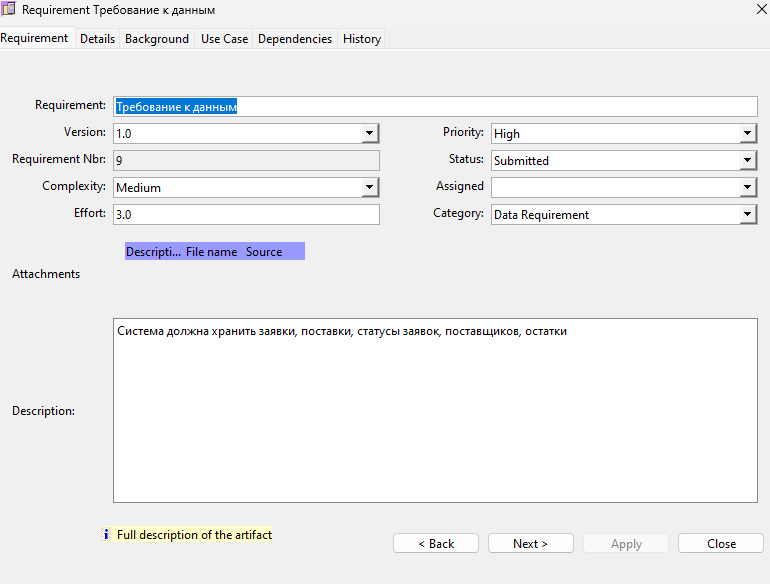 Requirement Требование к данным
Requirement Details Background Use Case Dependencies History
Requirement: Требование к данным
Version: 1.0 Priority: High
Requirement Nbr: 9 Status: Submitted
Complexity: Medium Assigned
Effort: 3.0 Category: Data Requirement
Descripti... File name Source
Attachments
Система должна хранить заявки, поставки, статусы заявок, поставщиков, остатки
Description:
i Full description of the artifact
< Back Next > Apply Close